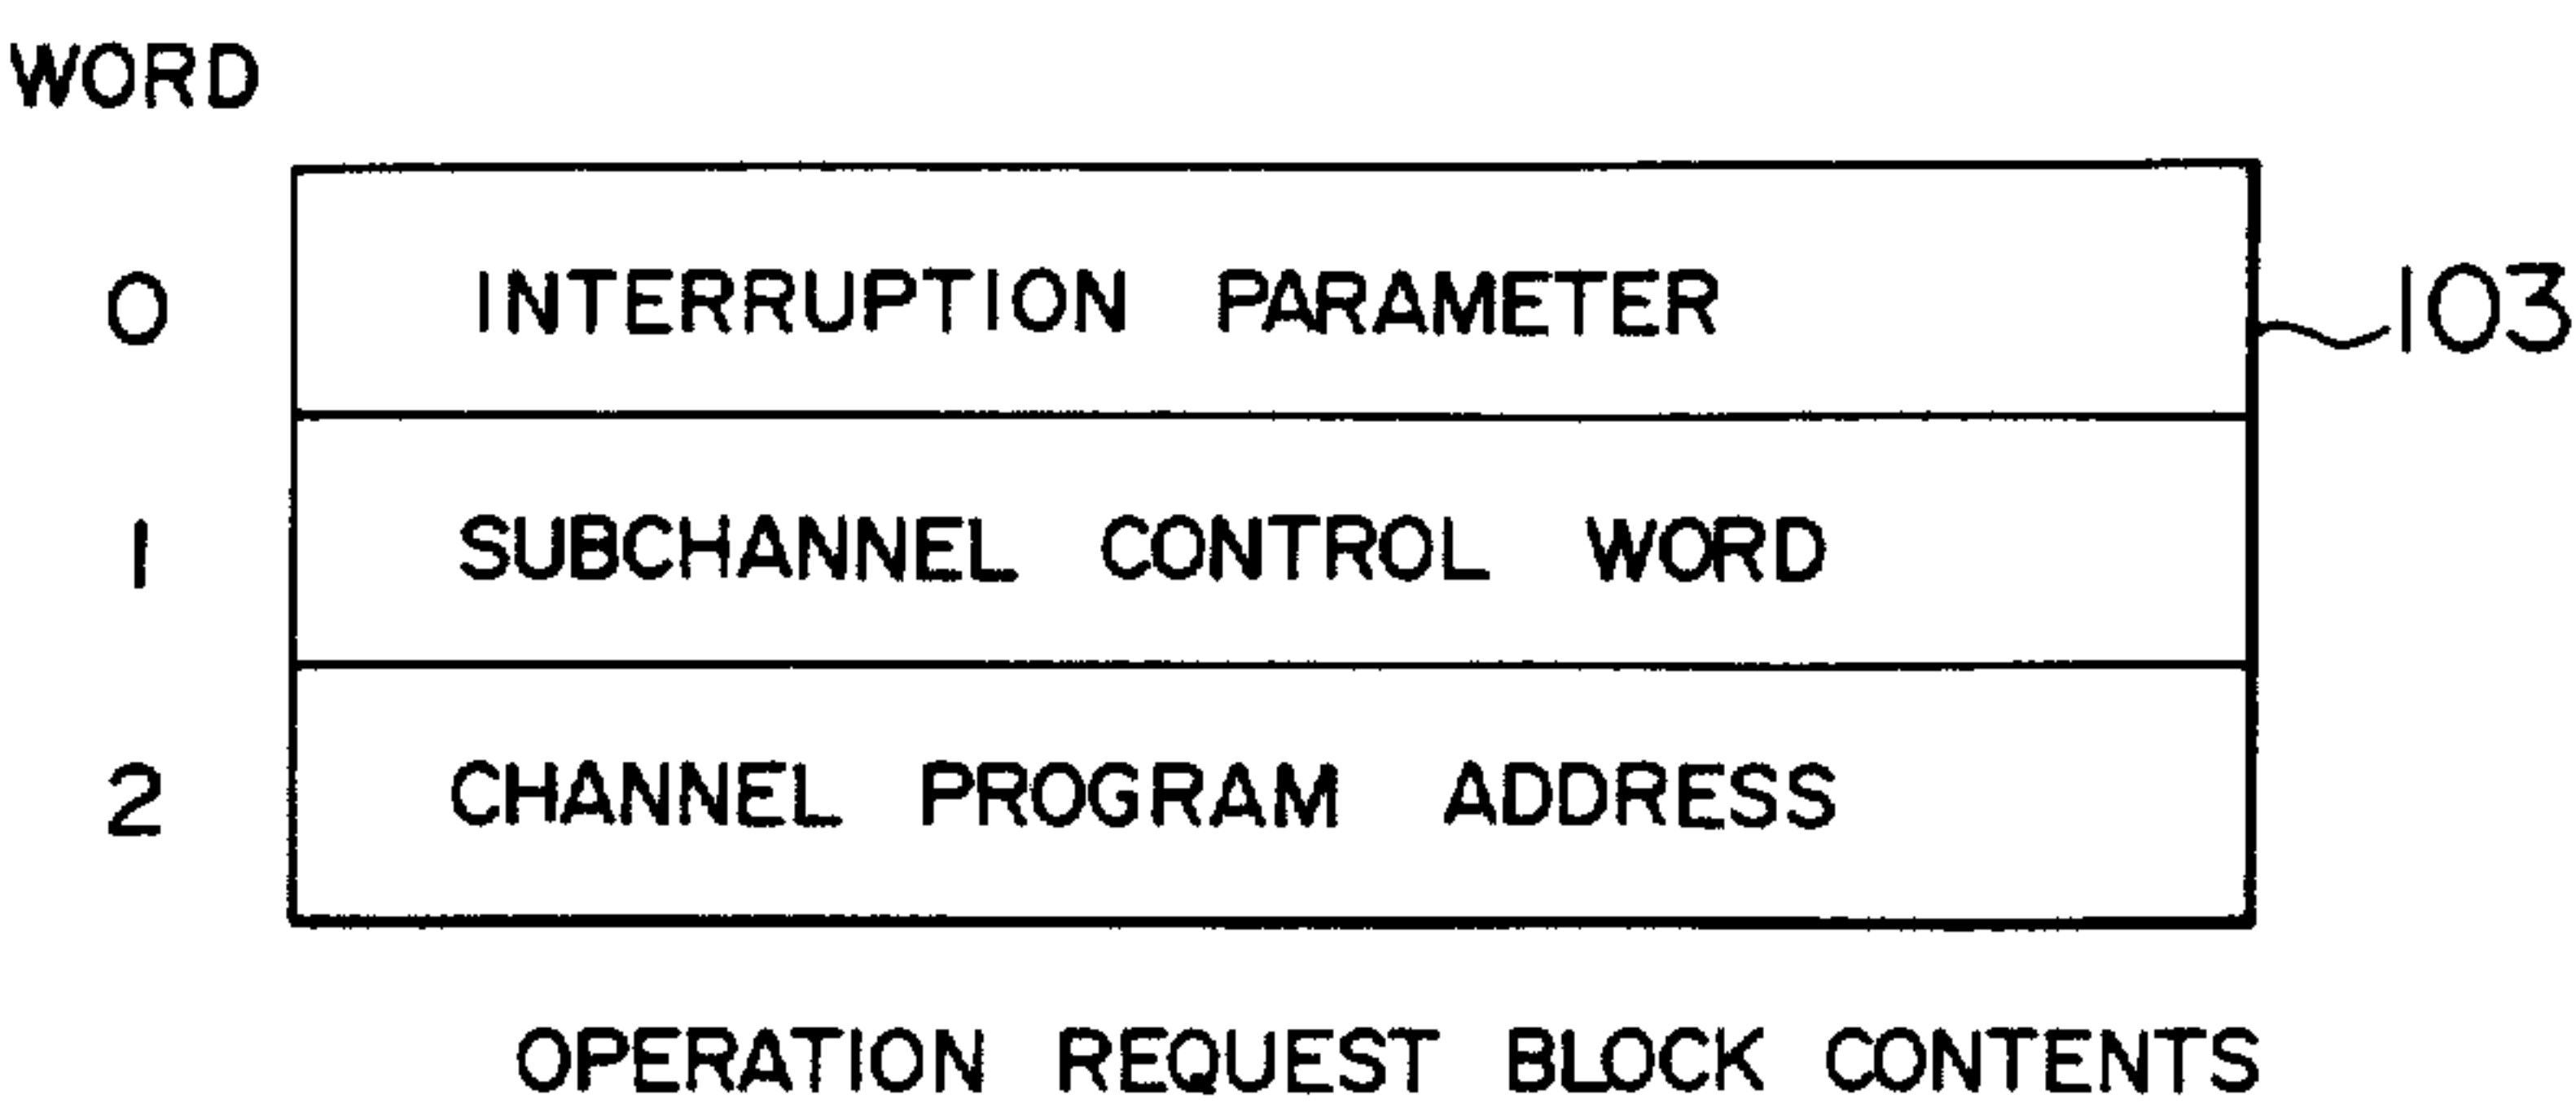 WORD
0 INTERRUPTION PARAMETER 103
1 SUBCHANNEL CONTROL WORD
2 CHANNEL PROGRAM ADDRESS
OPERATION REQUEST BLOCK CONTENTS